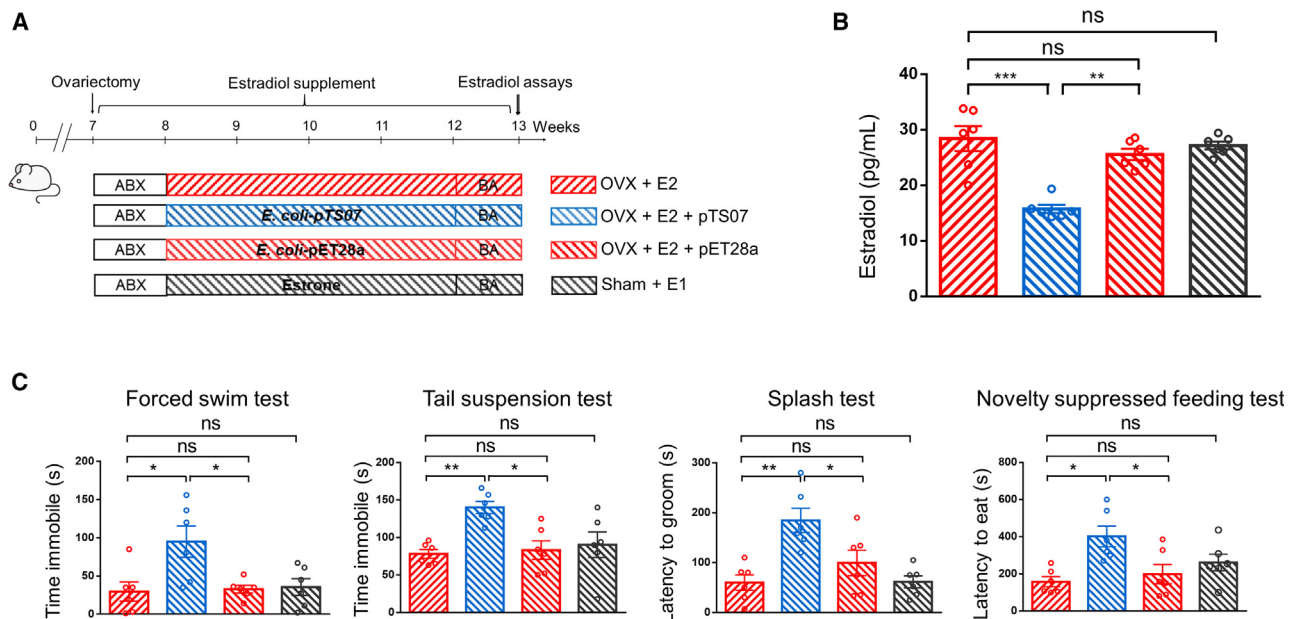 A
Ovariectomy
Estradiol supplement
Estradiol assays
0 7 8 9 10 11 12 13 Weeks
ABX BA OVX + E2
ABX E. coli-pTS07 BA OVX + E2 + pTS07
ABX E. coli-pET28a BA OVX + E2 + pET28a
ABX Estrone BA Sham + E1
B
ns
ns
*** **
Estradiol (pg/mL)
40
30
20
10
0
C
Forced swim test
ns
ns
* *
Time immobile (s)
200
150
100
50
0
Tail suspension test
ns
ns
** *
Time immobile (s)
200
150
100
50
0
Splash test
ns
ns
** *
Latency to groom (s)
300
200
100
0
Novelty suppressed feeding test
ns
ns
* *
Latency to eat (s)
800
600
400
200
0